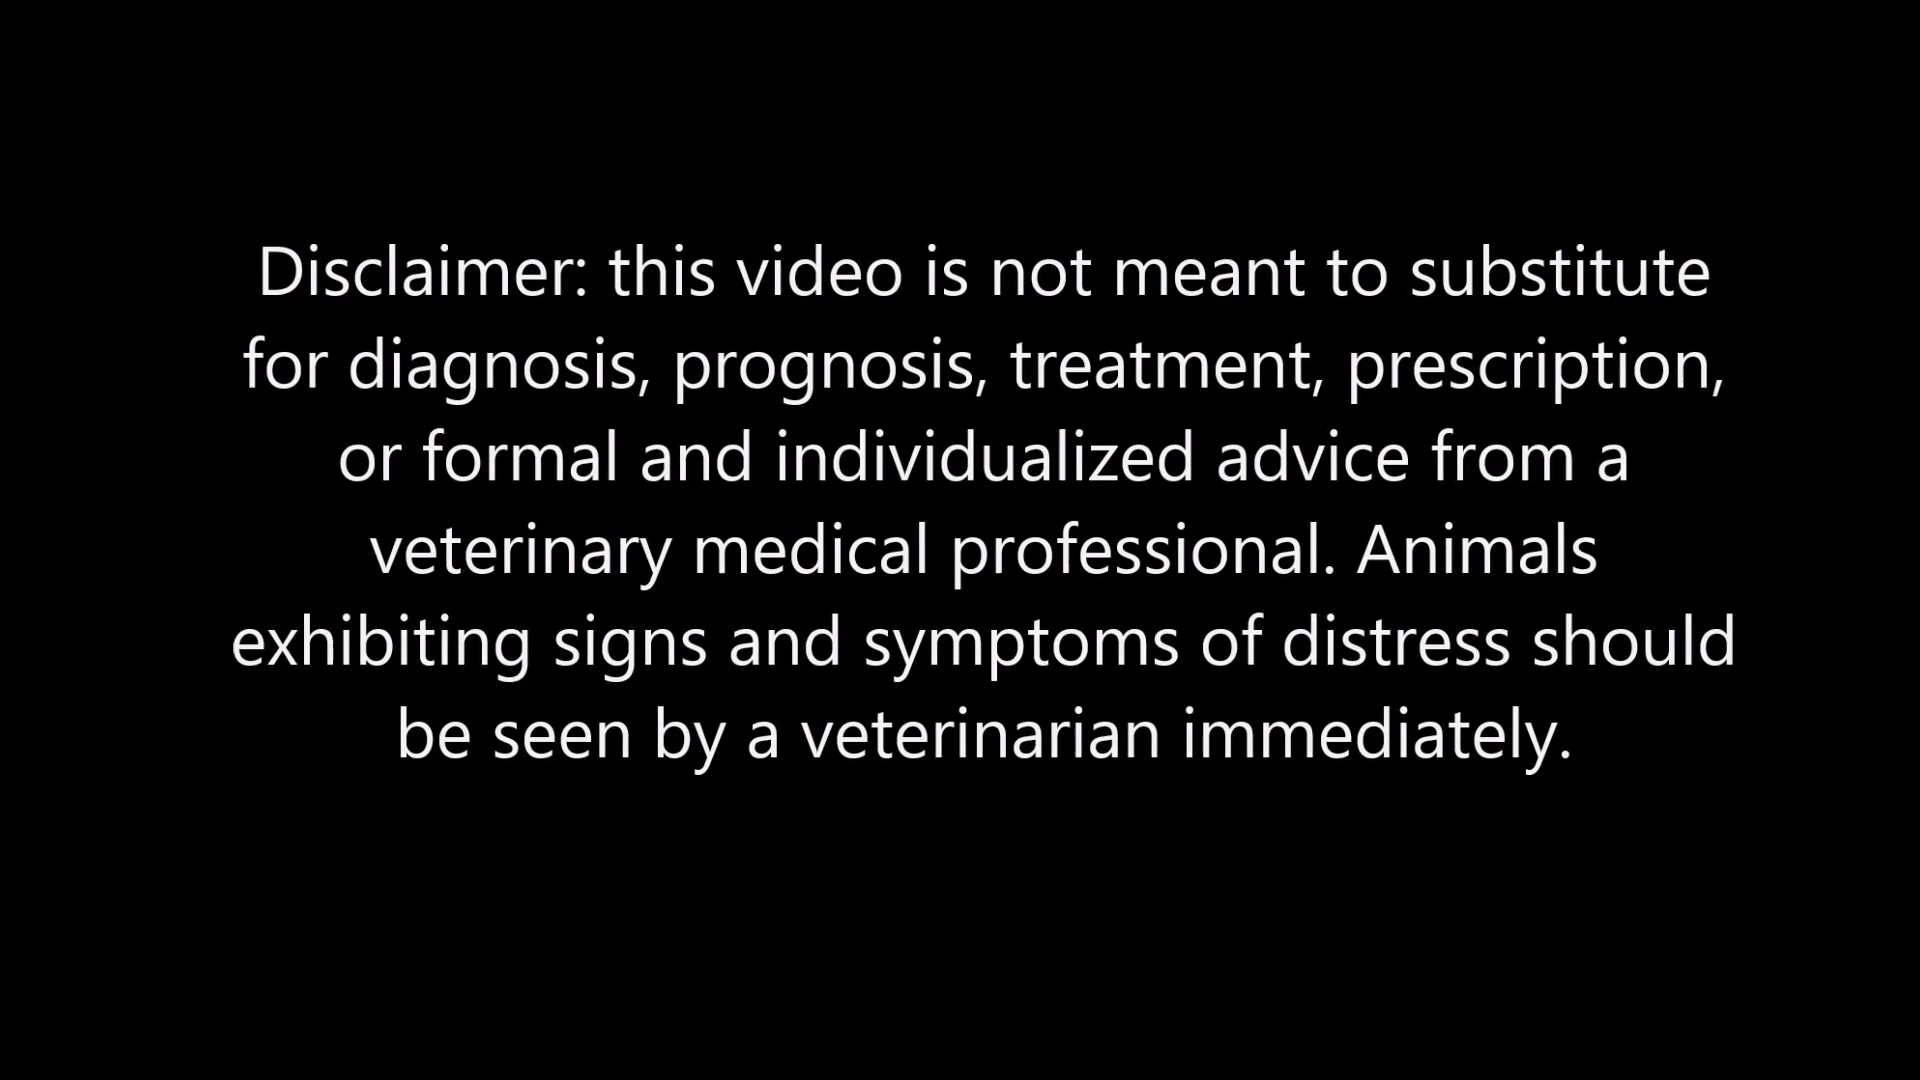 Disclaimer: this video is not meant to substitute
for diagnosis, prognosis, treatment, prescription,
or formal and individualized advice from a
veterinary medical professional. Animals
exhibiting signs and symptoms of distress should
be seen by a veterinarian immediately.